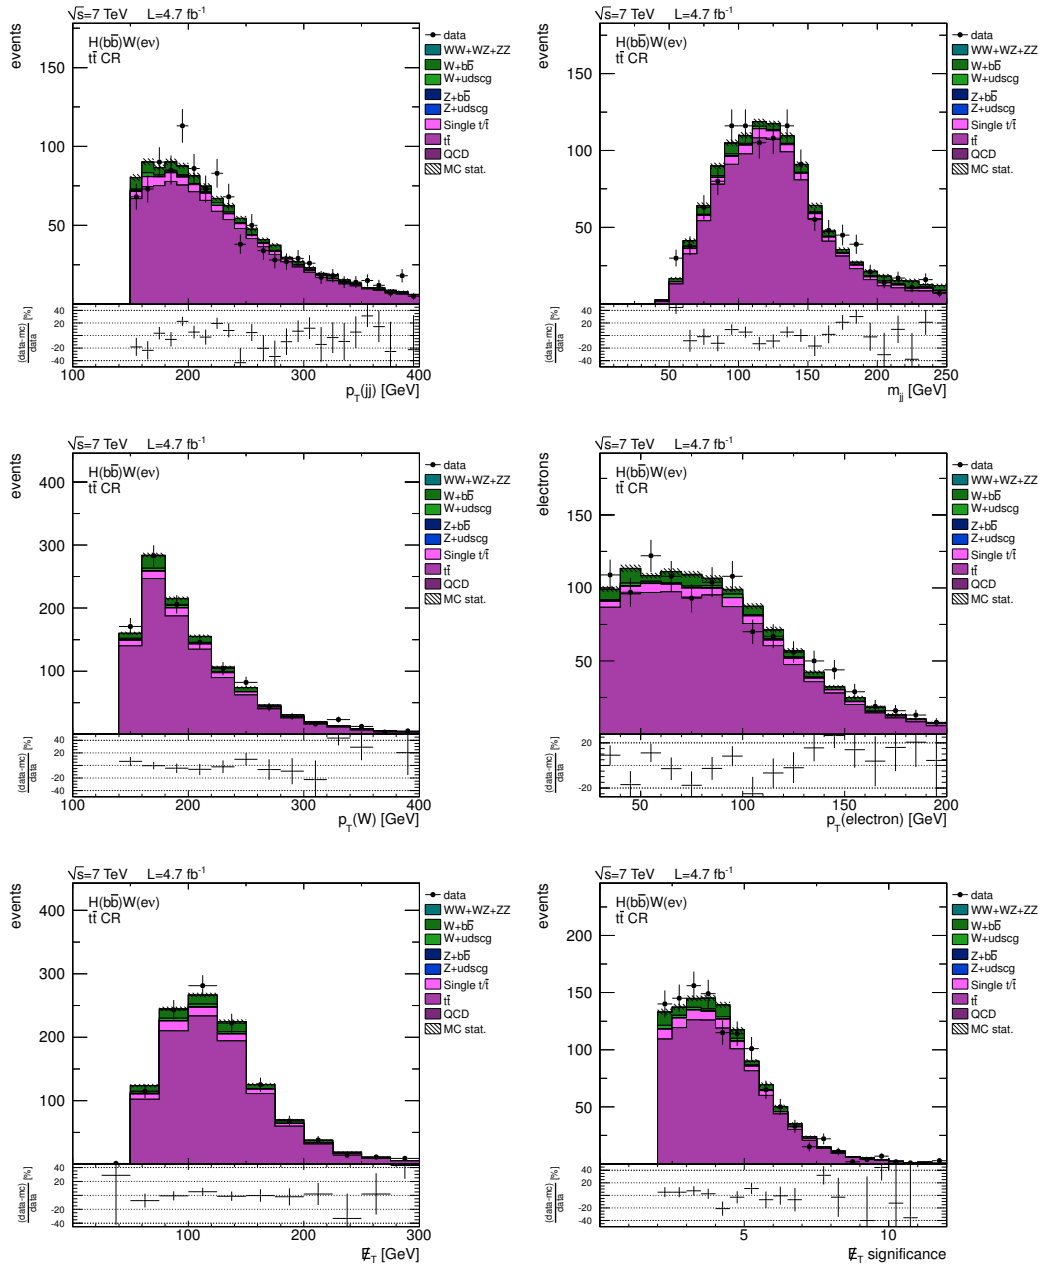 √s=7 TeV L=4.7 fb-1
events
H(bb̄)W(eν)
tt̄ CR
150
100
50
data
WW+WZ+ZZ
W+bb̄
W+udscg
Z+bb̄
Z+udscg
Single t/t̄
tt̄
QCD
MC stat.
(data-mc)/data [%]
40
20
0
-20
-40
100 200 300 400
p_T(jj) [GeV]
√s=7 TeV L=4.7 fb-1
events
H(bb̄)W(eν)
tt̄ CR
150
100
50
data
WW+WZ+ZZ
W+bb̄
W+udscg
Z+bb̄
Z+udscg
Single t/t̄
tt̄
QCD
MC stat.
(data-mc)/data [%]
40
20
0
-20
-40
0 50 100 150 200 250
m_jj [GeV]
√s=7 TeV L=4.7 fb-1
events
H(bb̄)W(eν)
tt̄ CR
400
300
200
100
data
WW+WZ+ZZ
W+bb̄
W+udscg
Z+bb̄
Z+udscg
Single t/t̄
tt̄
QCD
MC stat.
(data-mc)/data [%]
40
20
0
-20
-40
100 200 300 400
p_T(W) [GeV]
√s=7 TeV L=4.7 fb-1
electrons
H(bb̄)W(eν)
tt̄ CR
150
100
50
data
WW+WZ+ZZ
W+bb̄
W+udscg
Z+bb̄
Z+udscg
Single t/t̄
tt̄
QCD
MC stat.
(data-mc)/data [%]
20
0
-20
50 100 150 200
p_T(electron) [GeV]
√s=7 TeV L=4.7 fb-1
events
H(bb̄)W(eν)
tt̄ CR
400
300
200
100
data
WW+WZ+ZZ
W+bb̄
W+udscg
Z+bb̄
Z+udscg
Single t/t̄
tt̄
QCD
MC stat.
(data-mc)/data [%]
40
20
0
-20
-40
0 100 200 300
E̸_T [GeV]
√s=7 TeV L=4.7 fb-1
events
H(bb̄)W(eν)
tt̄ CR
200
150
100
50
data
WW+WZ+ZZ
W+bb̄
W+udscg
Z+bb̄
Z+udscg
Single t/t̄
tt̄
QCD
MC stat.
(data-mc)/data [%]
40
20
0
-20
-40
5 10
E̸_T significance